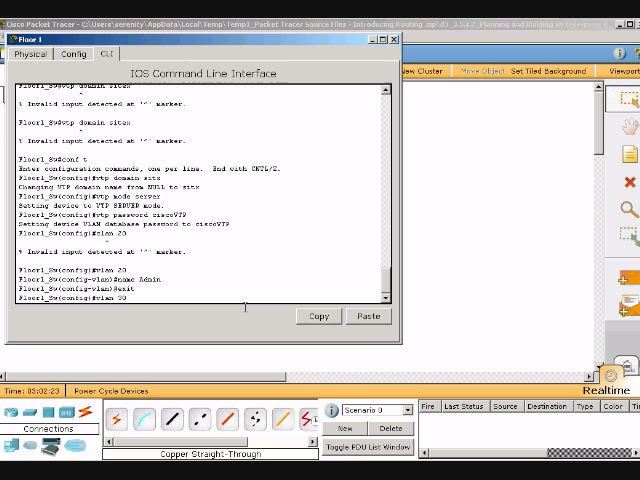 Cisco Packet Tracer - C:\Users\serenity\AppData\Local\Temp\Temp1_Packet Tracer Source Files - Introducing Routing .zip\d3_3.5.4.2_Planning and Building an
Floor 1
Physical
Config
CLI
IOS Command Line Interface
Floor1_Sw#vtp domain sitex
^
% Invalid input detected at '^' marker.
Floor1_Sw#vtp domain sitex
^
% Invalid input detected at '^' marker.
Floor1_Sw#conf t
Enter configuration commands, one per line.  End with CNTL/Z.
Floor1_Sw(config)#vtp domain sitx
Changing VTP domain name from NULL to sitx
Floor1_Sw(config)#vtp mode server
Setting device to VTP SERVER mode.
Floor1_Sw(config)#vtp password ciscoVTP
Setting device VLAN database password to ciscoVTP
Floor1_Sw(config)#clan 20
^
% Invalid input detected at '^' marker.
Floor1_Sw(config)#vlan 20
Floor1_Sw(config-vlan)#name Admin
Floor1_Sw(config-vlan)#exit
Floor1_Sw(config)#vlan 30
Copy
Paste
New Cluster
Move Object
Set Tiled Background
Viewport
Time: 03:02:23
Power Cycle Devices
Realtime
Connections
Copper Straight-Through
Scenario 0
New
Delete
Toggle PDU List Window
Fire
Last Status
Source
Destination
Type
Color